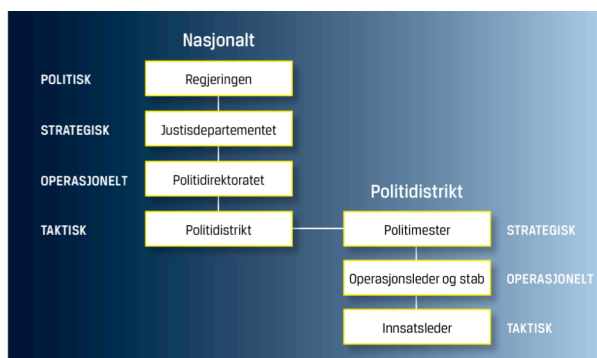 Nasjonalt
POLITISK
Regjeringen
STRATEGISK
Justisdepartementet
OPERASJONELT
Politidirektoratet
Politidistrikt
TAKTISK
Politidistrikt
Politimester
STRATEGISK
Operasjonsleder og stab
OPERASJONELT
Innsatsleder
TAKTISK